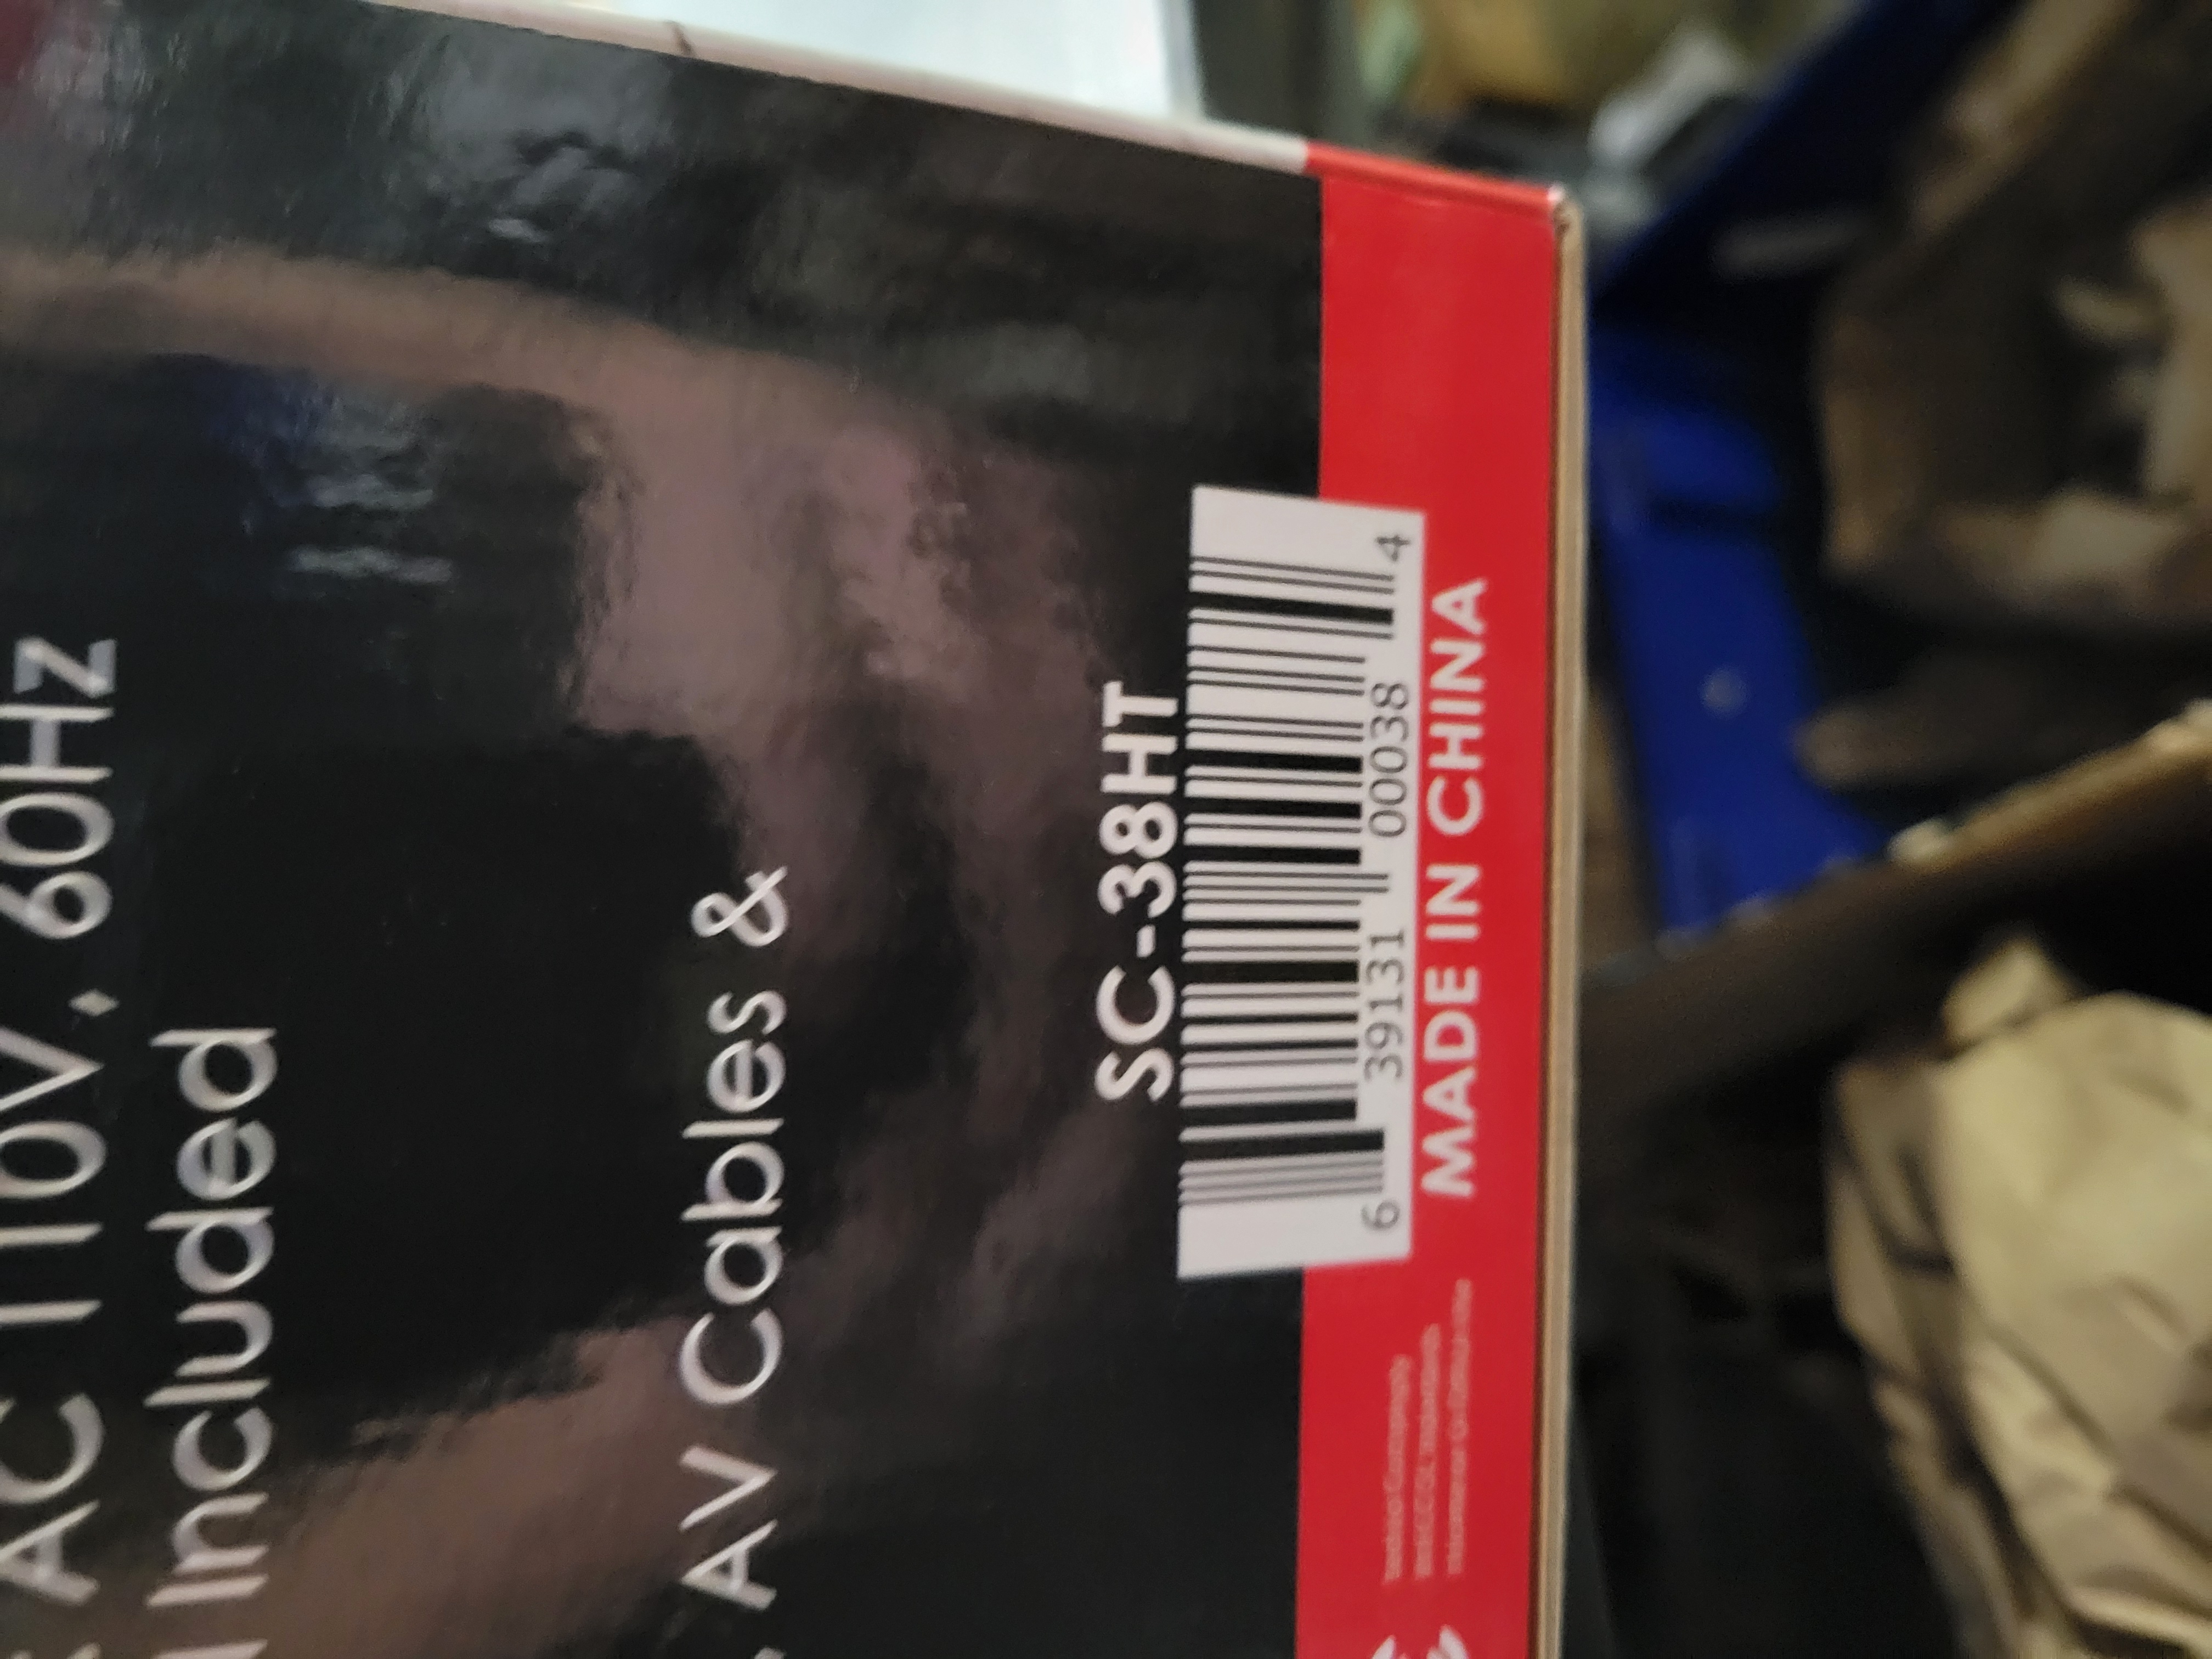 AC 110V, 60Hz
Included
AV Cables &
SC-38HT
6 39131 00038 4
MADE IN CHINA